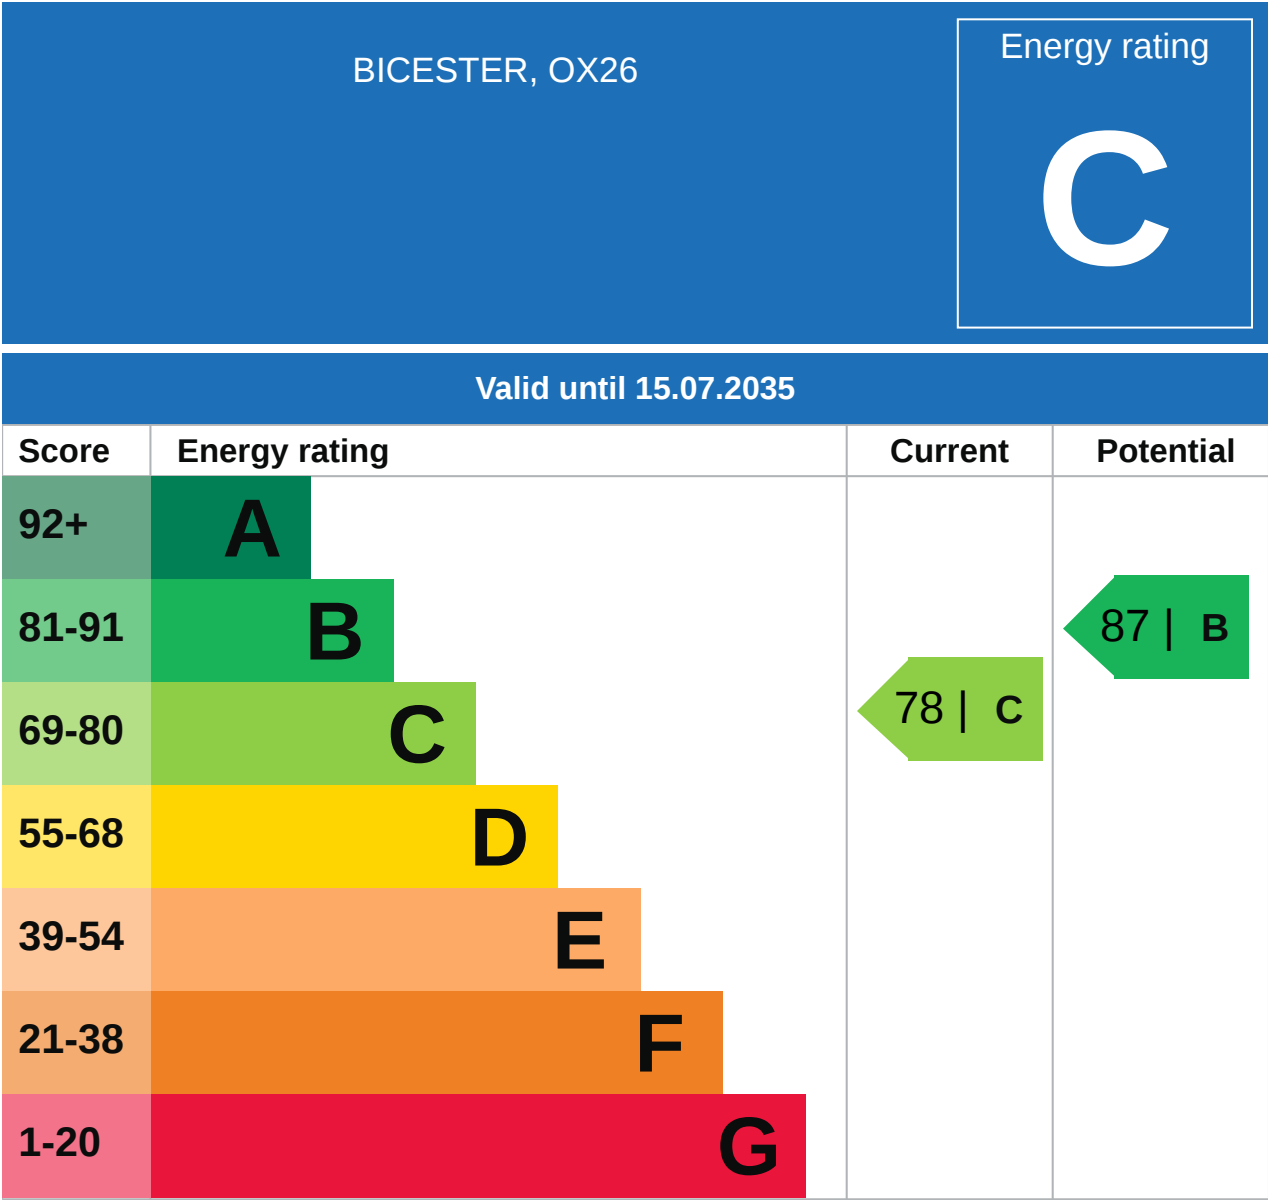 BICESTER, OX26
Energy rating
C
Valid until 15.07.2035
Score Energy rating Current Potential
92+ A
81-91 B 87 | B
69-80 C 78 | C
55-68 D
39-54 E
21-38 F
1-20 G